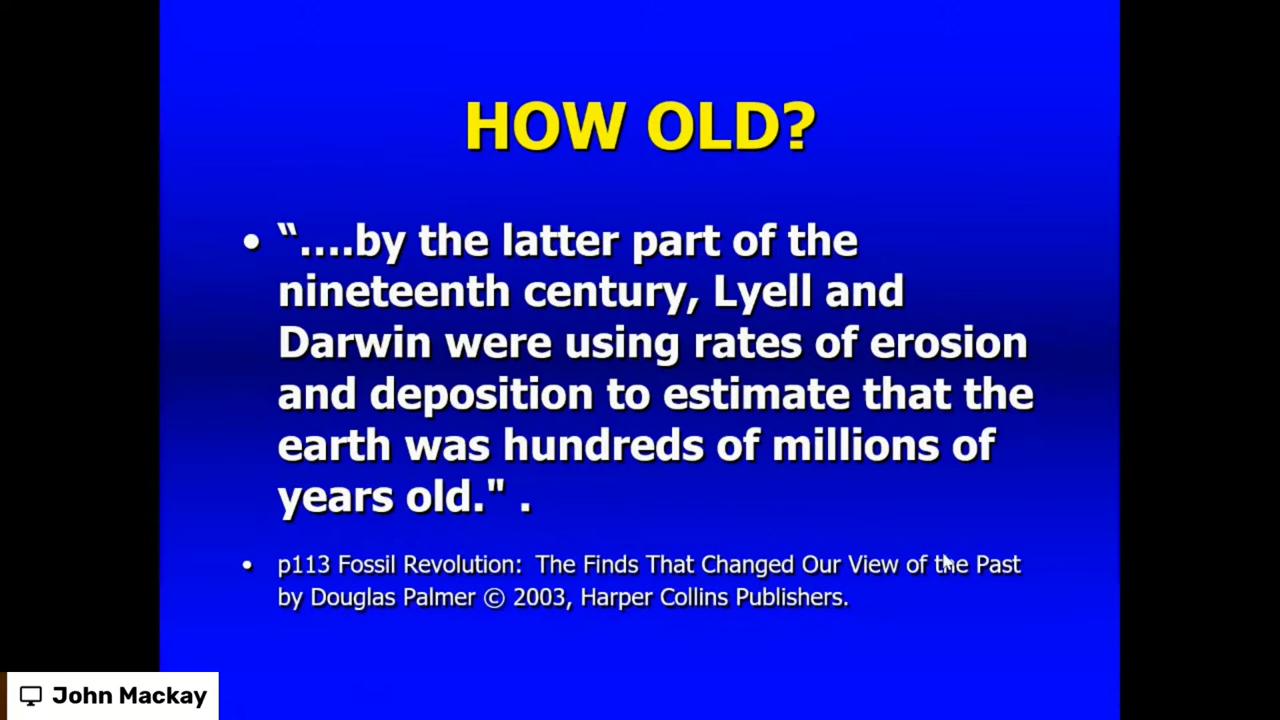 HOW OLD?
• “....by the latter part of the
nineteenth century, Lyell and
Darwin were using rates of erosion
and deposition to estimate that the
earth was hundreds of millions of
years old." .
• p113 Fossil Revolution:  The Finds That Changed Our View of the Past
by Douglas Palmer © 2003, Harper Collins Publishers.
John Mackay